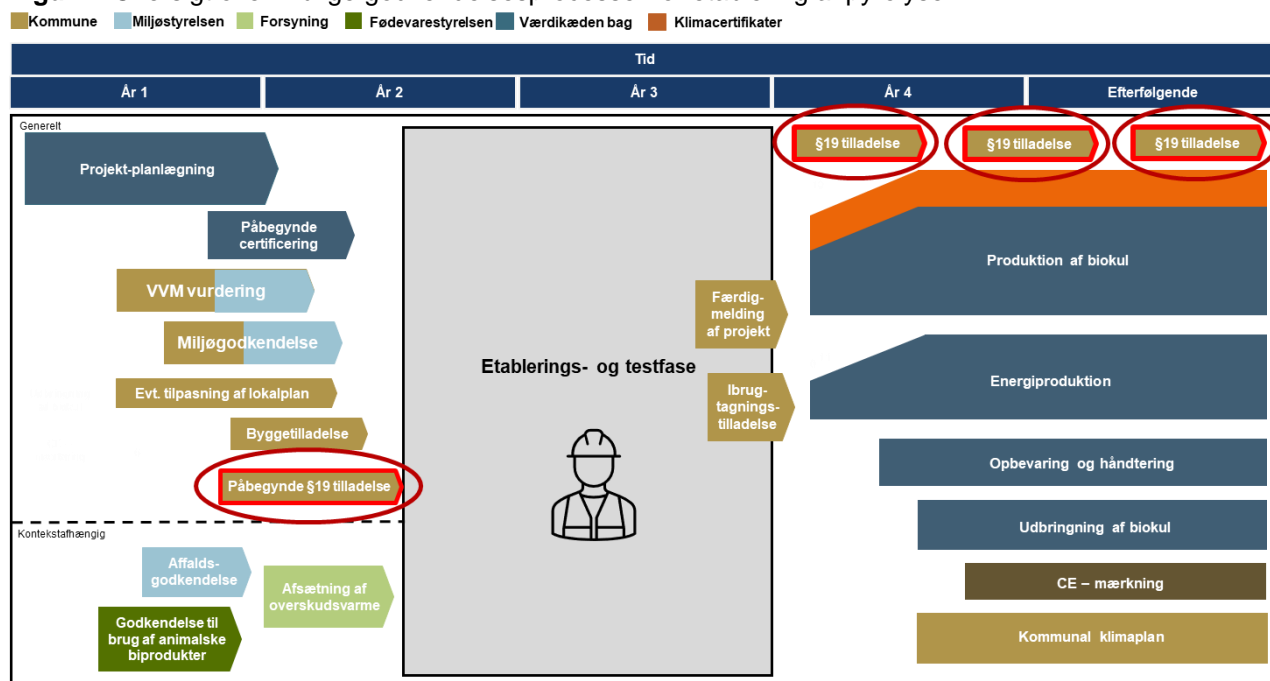 Kommune Miljøstyrelsen Forsyning Fødevarestyrelsen Værdikæden bag Klimacertifikater
Tid
År 1 År 2 År 3 År 4 Efterfølgende
Generelt
§19 tilladelse §19 tilladelse §19 tilladelse
Projekt-planlægning
Påbegynde
certificering
VVM vurdering
Miljøgodkendelse
Evt. tilpasning af lokalplan
Byggetilladelse
Påbegynde §19 tilladelse
Etablerings- og testfase
Færdig-
melding
af projekt
Ibrug-
tagnings-
tilladelse
Produktion af biokul
Energiproduktion
Opbevaring og håndtering
Udbringning af biokul
CE – mærkning
Kommunal klimaplan
Kontekstafhængig
Affalds-
godkendelse
Afsætning af
overskudsvarme
Godkendelse til
brug af animalske
biprodukter